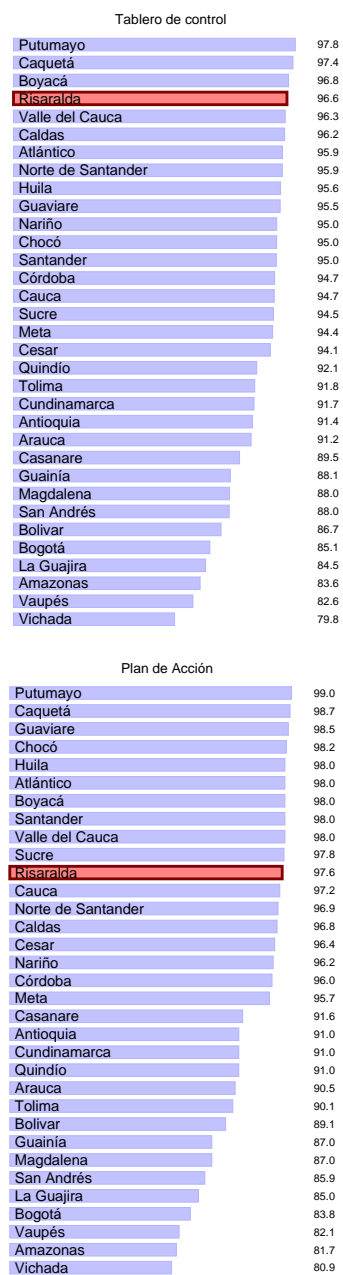 Tablero de control
Putumayo 97.8
Caquetá 97.4
Boyacá 96.8
Risaralda 96.6
Valle del Cauca 96.3
Caldas 96.2
Atlántico 95.9
Norte de Santander 95.9
Huila 95.6
Guaviare 95.5
Nariño 95.0
Chocó 95.0
Santander 95.0
Córdoba 94.7
Cauca 94.7
Sucre 94.5
Meta 94.4
Cesar 94.1
Quindío 92.1
Tolima 91.8
Cundinamarca 91.7
Antioquia 91.4
Arauca 91.2
Casanare 89.5
Guainía 88.1
Magdalena 88.0
San Andrés 88.0
Bolivar 86.7
Bogotá 85.1
La Guajira 84.5
Amazonas 83.6
Vaupés 82.6
Vichada 79.8
Plan de Acción
Putumayo 99.0
Caquetá 98.7
Guaviare 98.5
Chocó 98.2
Huila 98.0
Atlántico 98.0
Boyacá 98.0
Santander 98.0
Valle del Cauca 98.0
Sucre 97.8
Risaralda 97.6
Cauca 97.2
Norte de Santander 96.9
Caldas 96.8
Cesar 96.4
Nariño 96.2
Córdoba 96.0
Meta 95.7
Casanare 91.6
Antioquia 91.0
Cundinamarca 91.0
Quindío 91.0
Arauca 90.5
Tolima 90.1
Bolivar 89.1
Guainía 87.0
Magdalena 87.0
San Andrés 85.9
La Guajira 85.0
Bogotá 83.8
Vaupés 82.1
Amazonas 81.7
Vichada 80.9